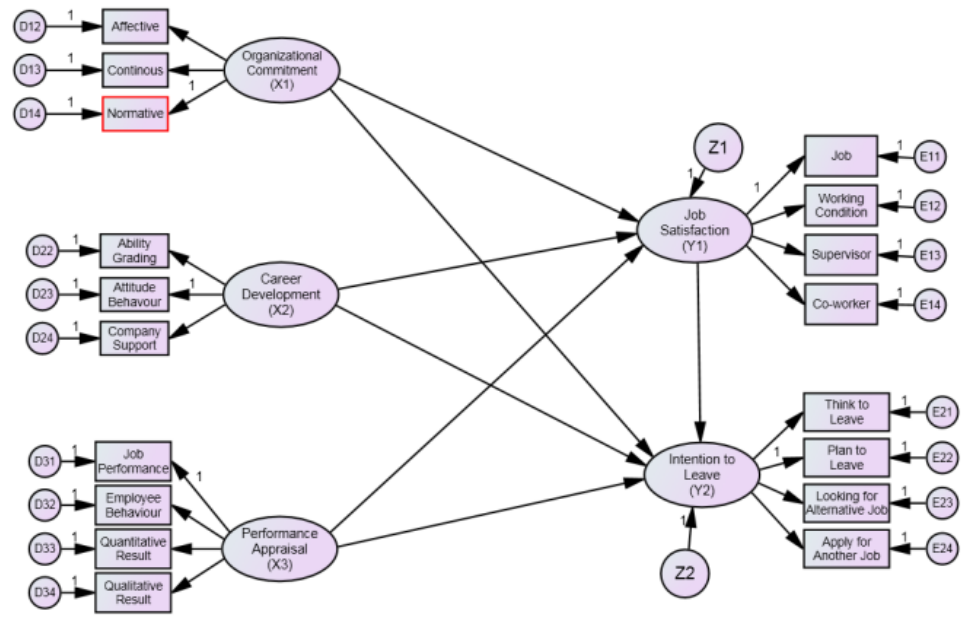 D12
1
Affective
D13
1
Continous
D14
1
Normative
1
Organizational
Commitment
(X1)
D22
1
Ability
Grading
D23
1
Attitude
Behavour
1
D24
1
Company
Support
Career
Development
(X2)
D31
1
Job
Performance
1
D32
1
Employee
Behaviour
D33
1
Quantitative
Result
D34
1
Qualitative
Result
Performance
Appraisal
(X3)
Z1
1
Job
Satisfaction
(Y1)
1
Job
1
E11
Working
Condition
1
E12
Supervisor
1
E13
Co-worker
1
E14
Intention to
Leave
(Y2)
1
Z2
Think to
Leave
1
E21
1
Plan to
Leave
1
E22
Looking for
Alternative Job
1
E23
Apply for
Another Job
1
E24